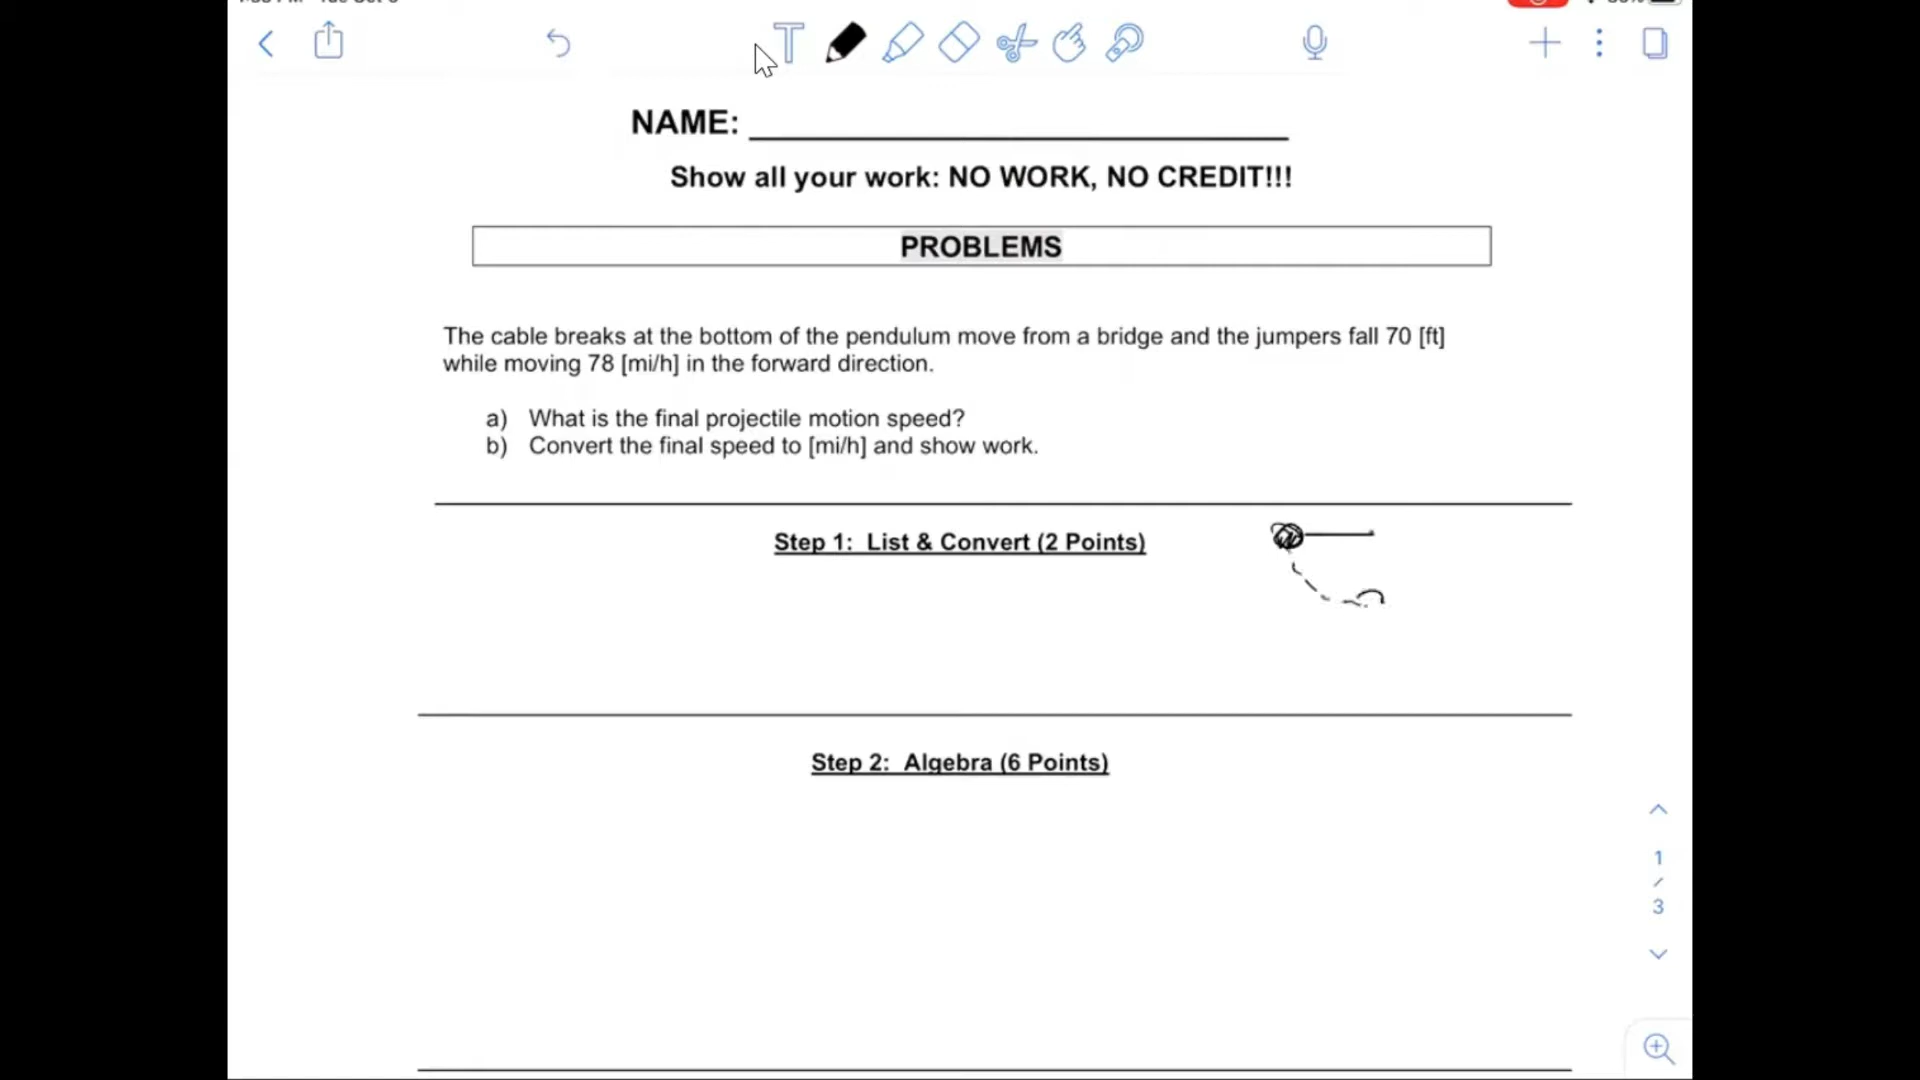 NAME:
Show all your work: NO WORK, NO CREDIT!!!
PROBLEMS
The cable breaks at the bottom of the pendulum move from a bridge and the jumpers fall 70 [ft]
while moving 78 [mi/h] in the forward direction.
a) What is the final projectile motion speed?
b) Convert the final speed to [mi/h] and show work.
Step 1: List & Convert (2 Points)
Step 2: Algebra (6 Points)
1
/
3